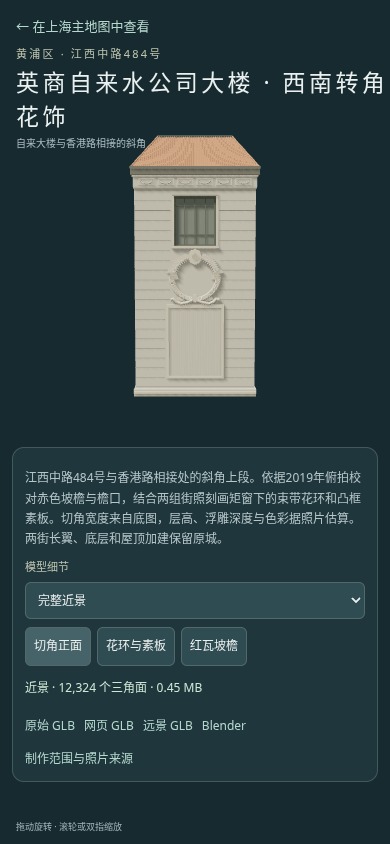 ← 在上海主地图中查看
黄浦区 · 江西中路484号
英商自来水公司大楼 · 西南转角
花饰
自来大楼与香港路相接的斜角
江西中路484号与香港路相接处的斜角上段。依据2019年俯拍校
对赤色坡檐与檐口，结合两组街照刻画矩窗下的束带花环和凸框
素板。切角宽度来自底图，层高、浮雕深度与色彩据照片估算。
两街长翼、底层和屋顶加建保留原城。
模型细节
完整近景
切角正面 花环与素板 红瓦坡檐
近景 · 12,324 个三角面 · 0.45 MB
原始 GLB 网页 GLB 远景 GLB Blender
制作范围与照片来源
拖动旋转 · 滚轮或双指缩放